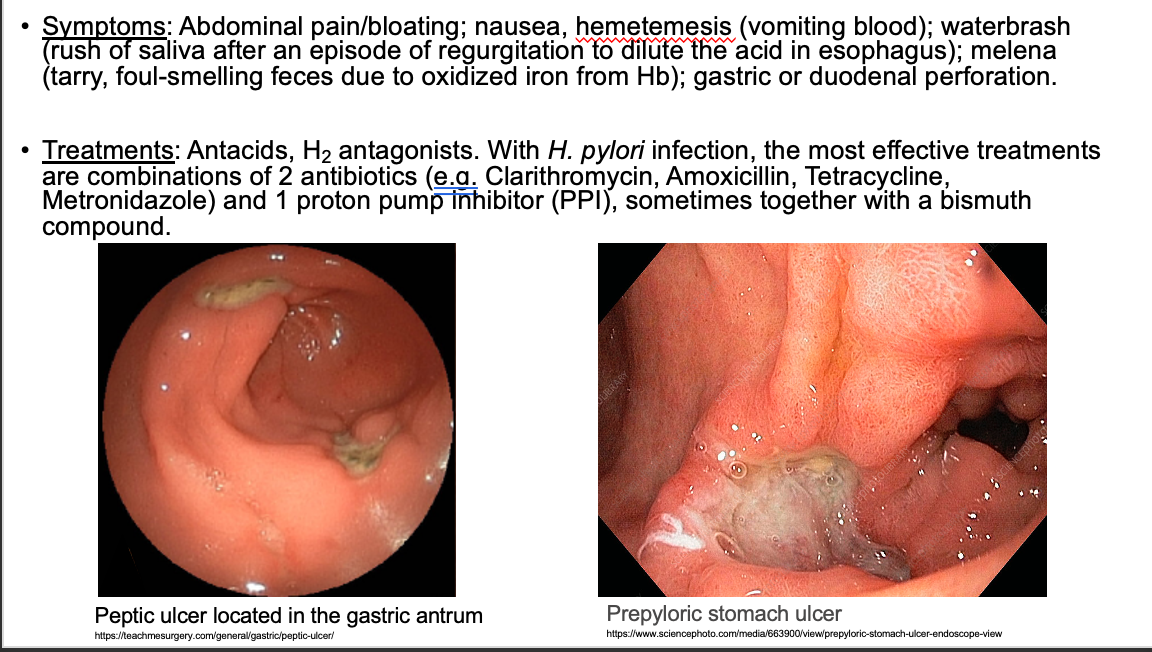 • Symptoms: Abdominal pain/bloating; nausea, hemetemesis (vomiting blood); waterbrash
(rush of saliva after an episode of regurgitation to dilute the acid in esophagus); melena
(tarry, foul-smelling feces due to oxidized iron from Hb); gastric or duodenal perforation.
• Treatments: Antacids, H₂ antagonists. With H. pylori infection, the most effective treatments
are combinations of 2 antibiotics (e.g. Clarithromycin, Amoxicillin, Tetracycline,
Metronidazole) and 1 proton pump inhibitor (PPI), sometimes together with a bismuth
compound.
Peptic ulcer located in the gastric antrum
https://teachmesurgery.com/general/gastric/peptic-ulcer/
Prepyloric stomach ulcer
https://www.sciencephoto.com/media/663900/view/prepyloric-stomach-ulcer-endoscope-view